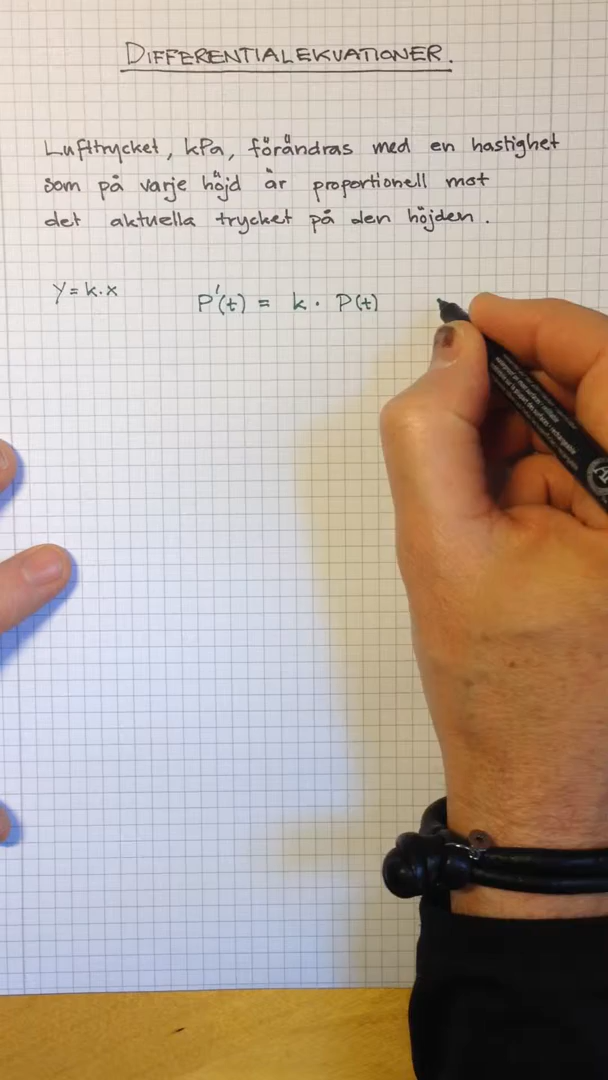 DIFFERENTIALEKVATIONER.
Lufttrycket, kPa, förändras med en hastighet
som på varje höjd är proportionell mot
det aktuella trycket på den höjden.
y = k·x
P'(t) = k · P(t)